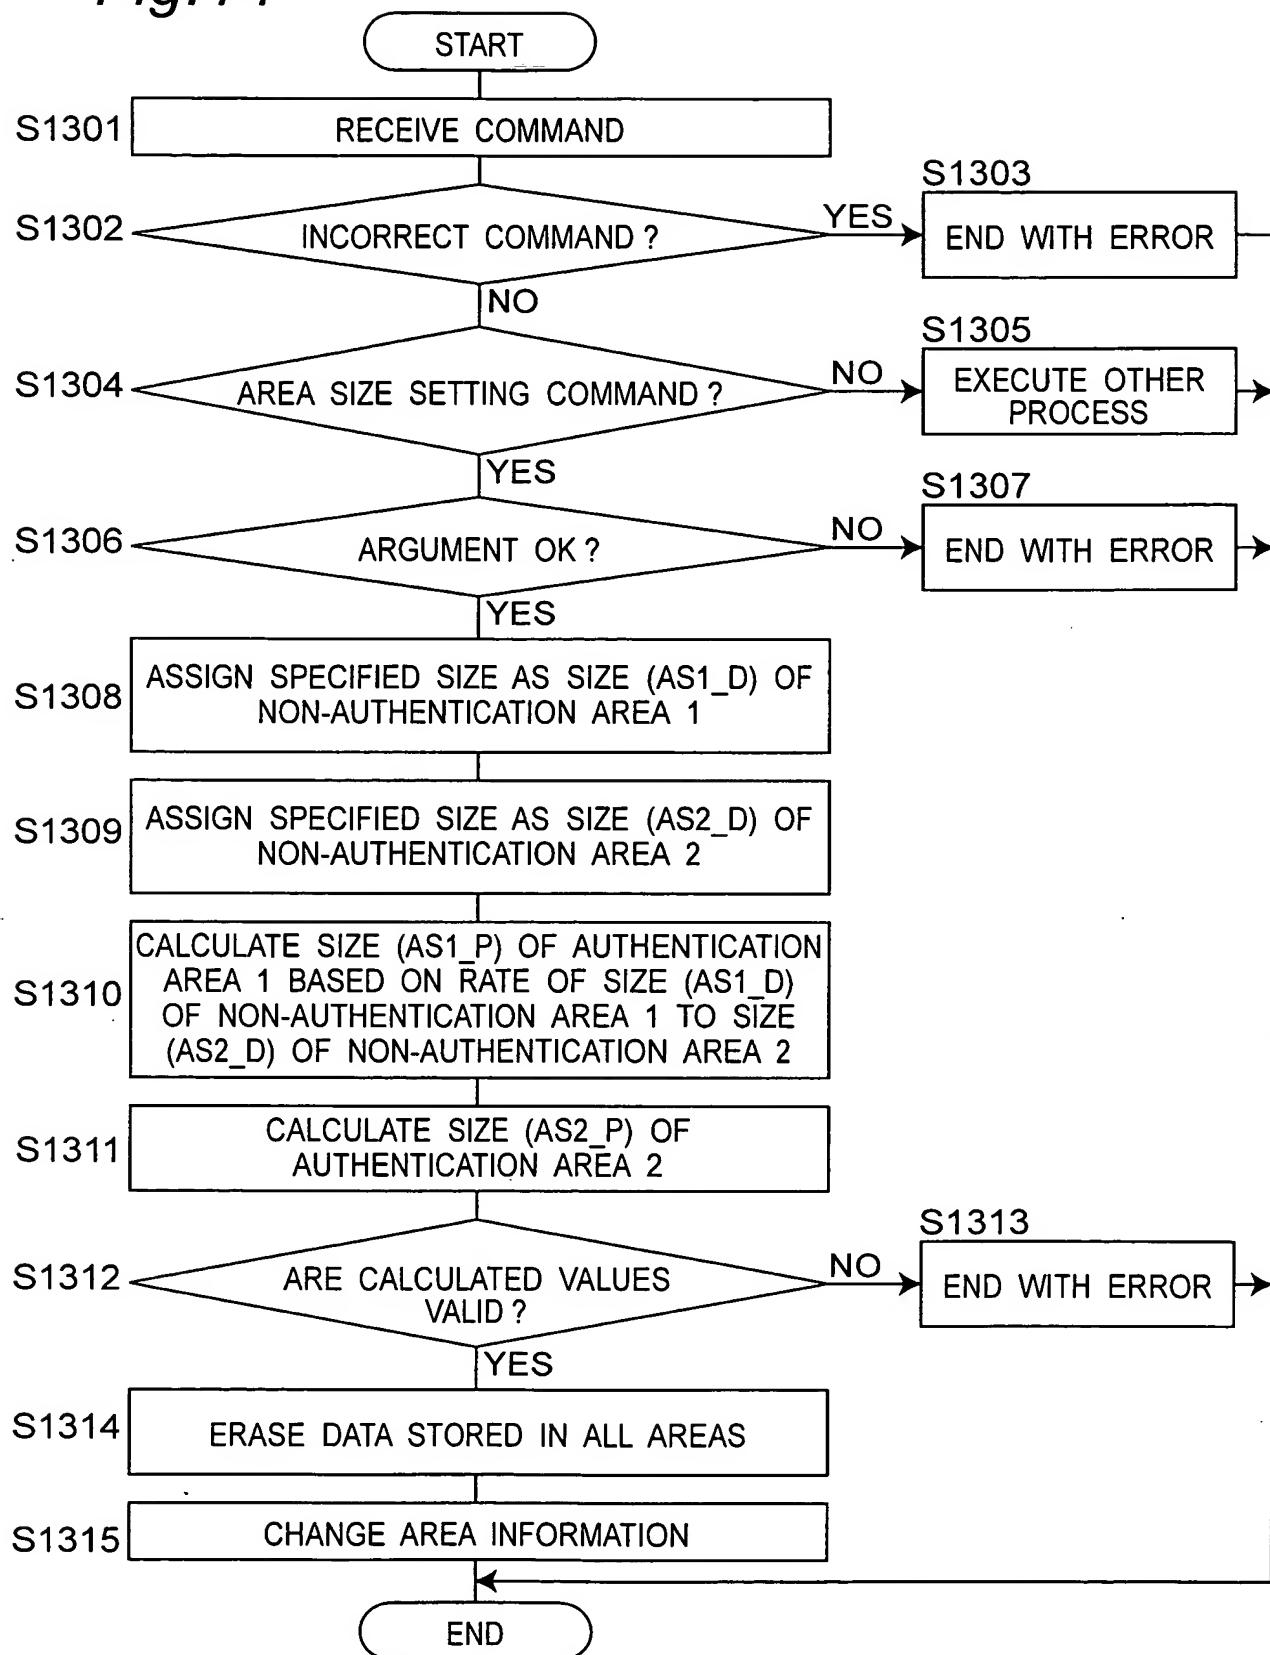 START
S1301
RECEIVE COMMAND
S1302
INCORRECT COMMAND ?
YES
S1303
END WITH ERROR
NO
S1304
AREA SIZE SETTING COMMAND ?
NO
S1305
EXECUTE OTHER
PROCESS
YES
S1306
ARGUMENT OK ?
NO
S1307
END WITH ERROR
YES
S1308
ASSIGN SPECIFIED SIZE AS SIZE (AS1_D) OF
NON-AUTHENTICATION AREA 1
S1309
ASSIGN SPECIFIED SIZE AS SIZE (AS2_D) OF
NON-AUTHENTICATION AREA 2
S1310
CALCULATE SIZE (AS1_P) OF AUTHENTICATION
AREA 1 BASED ON RATE OF SIZE (AS1_D)
OF NON-AUTHENTICATION AREA 1 TO SIZE
(AS2_D) OF NON-AUTHENTICATION AREA 2
S1311
CALCULATE SIZE (AS2_P) OF
AUTHENTICATION AREA 2
S1312
ARE CALCULATED VALUES
VALID ?
NO
S1313
END WITH ERROR
YES
S1314
ERASE DATA STORED IN ALL AREAS
S1315
CHANGE AREA INFORMATION
END